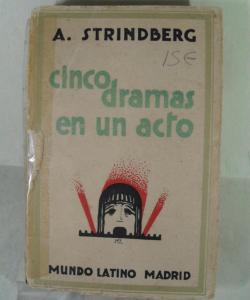 A. STRINDBERG
15€
cinco
dramas
en un acto
MUNDO LATINO MADRID